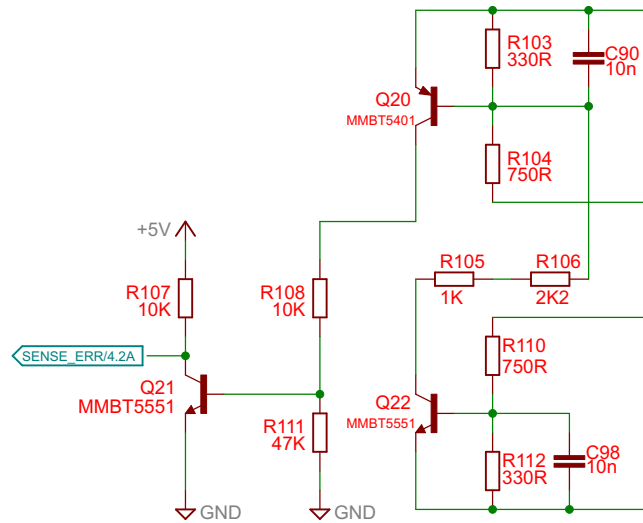 R103
330R
C90
10n
Q20
MMBT5401
R104
750R
+5V
R105
1K
R106
2K2
R107
10K
R108
10K
SENSE_ERR/4.2A
R110
750R
Q21
MMBT5551
Q22
MMBT5551
R111
47K
R112
330R
C98
10n
GND
GND